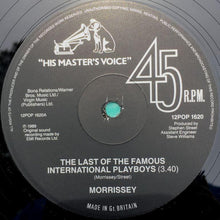 "HIS MASTER'S VOICE"
45
R.P.M.
Bona Relations/Warner
Bros. Music Ltd./
Virgin Music
(Publishers) Ltd.
12POP 1620A
℗ 1989
Original sound
recording made by
EMI Records Ltd.
12POP 1620
Produced by
Stephen Street
Assistant Engineer
Steve Williams
THE LAST OF THE FAMOUS
INTERNATIONAL PLAYBOYS (3.40)
(Morrissey/Street)
MORRISSEY
MADE IN Gt. BRITAIN